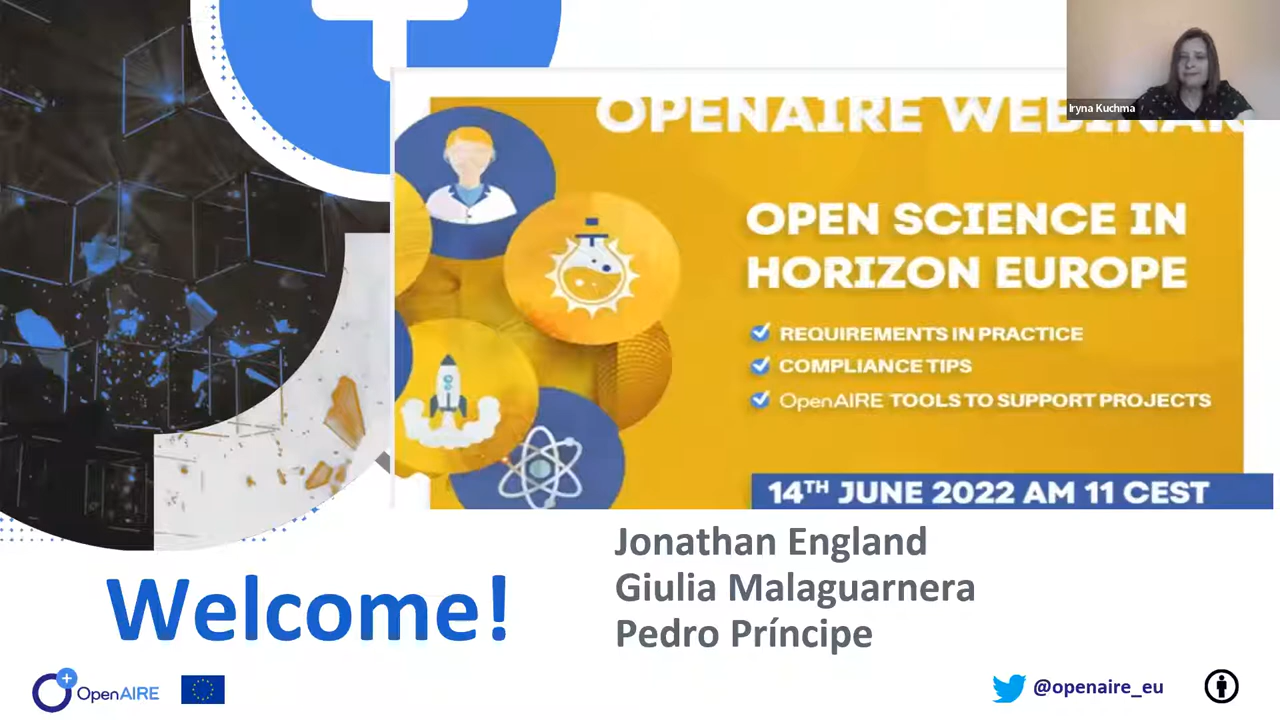 OPENAIRE WEBINAR
Iryna Kuchma
OPEN SCIENCE IN
HORIZON EUROPE
REQUIREMENTS IN PRACTICE
COMPLIANCE TIPS
OpenAIRE TOOLS TO SUPPORT PROJECTS
14TH JUNE 2022 AM 11 CEST
Jonathan England
Giulia Malaguarnera
Pedro Príncipe
Welcome!
OpenAIRE
@openaire_eu